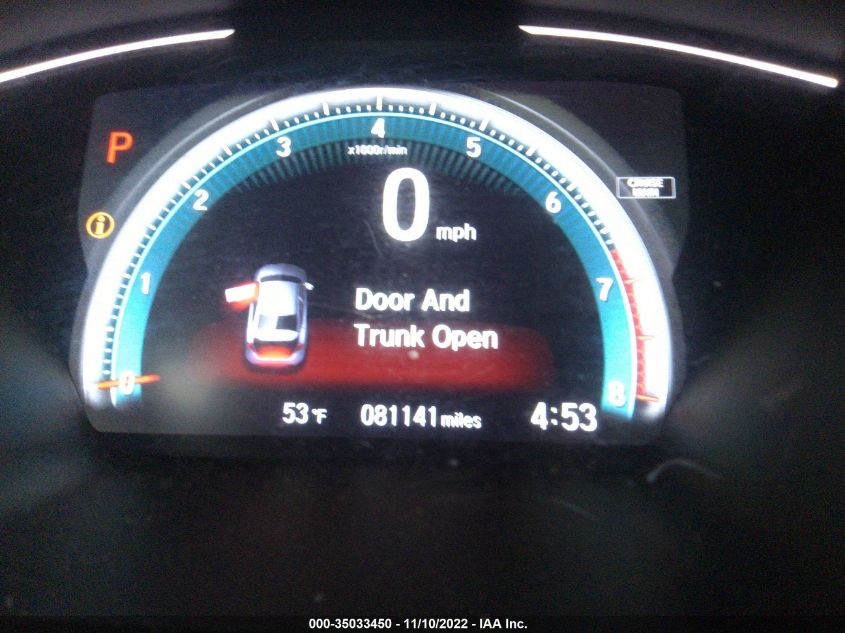 P
4
3
5
x1000r/min
2
0
mph
6
1
7
Door And
Trunk Open
0
8
53°F
081141 miles
4:53
000-35033450 - 11/10/2022 - IAA Inc.